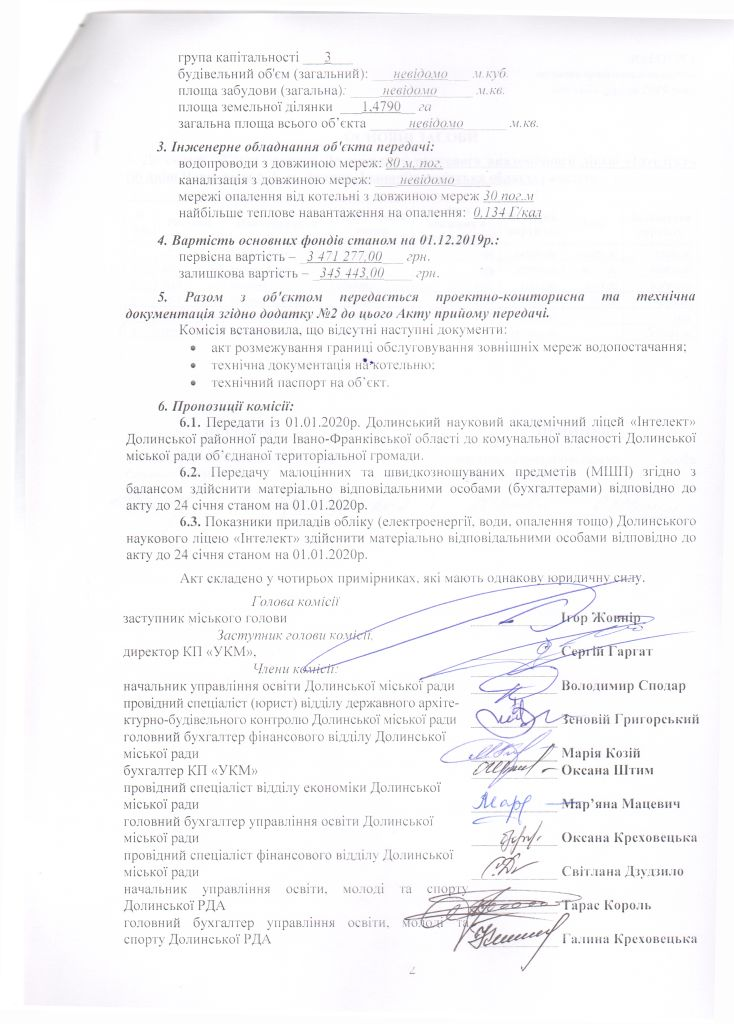 група капітальності 3
будівельний об'єм (загальний): невідомо м.куб.
площа забудови (загальна): невідомо м.кв.
площа земельної ділянки 1,4790 га
загальна площа всього об’єкта невідомо м.кв.
3. Інженерне обладнання об'єкта передачі:
водопроводи з довжиною мереж: 80 м. пог.
каналізація з довжиною мереж: невідомо
мережі опалення від котельні з довжиною мереж 30 пог.м
найбільше теплове навантаження на опалення: 0,134 Г/кал
4. Вартість основних фондів станом на 01.12.2019р.:
первісна вартість – 3 471 277,00 грн.
залишкова вартість – 345 443,00 грн.
5. Разом з об'єктом передається проектно-кошторисна та технічна
документація згідно додатку №2 до цього Акту прийому передачі.
Комісія встановила, що відсутні наступні документи:
• акт розмежування границі обслуговування зовнішніх мереж водопостачання;
• технічна документація на котельню;
• технічний паспорт на об’єкт.
6. Пропозиції комісії:
6.1. Передати із 01.01.2020р. Долинський науковий академічний ліцей «Інтелект»
Долинської районної ради Івано-Франківської області до комунальної власності Долинської
міської ради об’єднаної територіальної громади.
6.2. Передачу малоцінних та швидкозношуваних предметів (МШП) згідно з
балансом здійснити матеріально відповідальними особами (бухгалтерами) відповідно до
акту до 24 січня станом на 01.01.2020р.
6.3. Показники приладів обліку (електроенергії, води, опалення тощо) Долинського
наукового ліцею «Інтелект» здійснити матеріально відповідальними особами відповідно до
акту до 24 січня станом на 01.01.2020р.
Акт складено у чотирьох примірниках, які мають однакову юридичну силу.
Голова комісії
заступник міського голови Ігор Жовнір
Заступник голови комісії,
директор КП «УКМ», Сергій Гаргат
Члени комісії:
начальник управління освіти Долинської міської ради Володимир Сподар
провідний спеціаліст (юрист) відділу державного архіте-
ктурно-будівельного контролю Долинської міської ради Зеновій Григорський
головний бухгалтер фінансового відділу Долинської
міської ради Марія Козій
бухгалтер КП «УКМ» Оксана Штим
провідний спеціаліст відділу економіки Долинської
міської ради Мар’яна Мацевич
головний бухгалтер управління освіти Долинської
міської ради Оксана Креховецька
провідний спеціаліст фінансового відділу Долинської
міської ради Світлана Дзудзило
начальник управління освіти, молоді та спорту
Долинської РДА Тарас Король
головний бухгалтер управління освіти, молоді та
спорту Долинської РДА Галина Креховецька